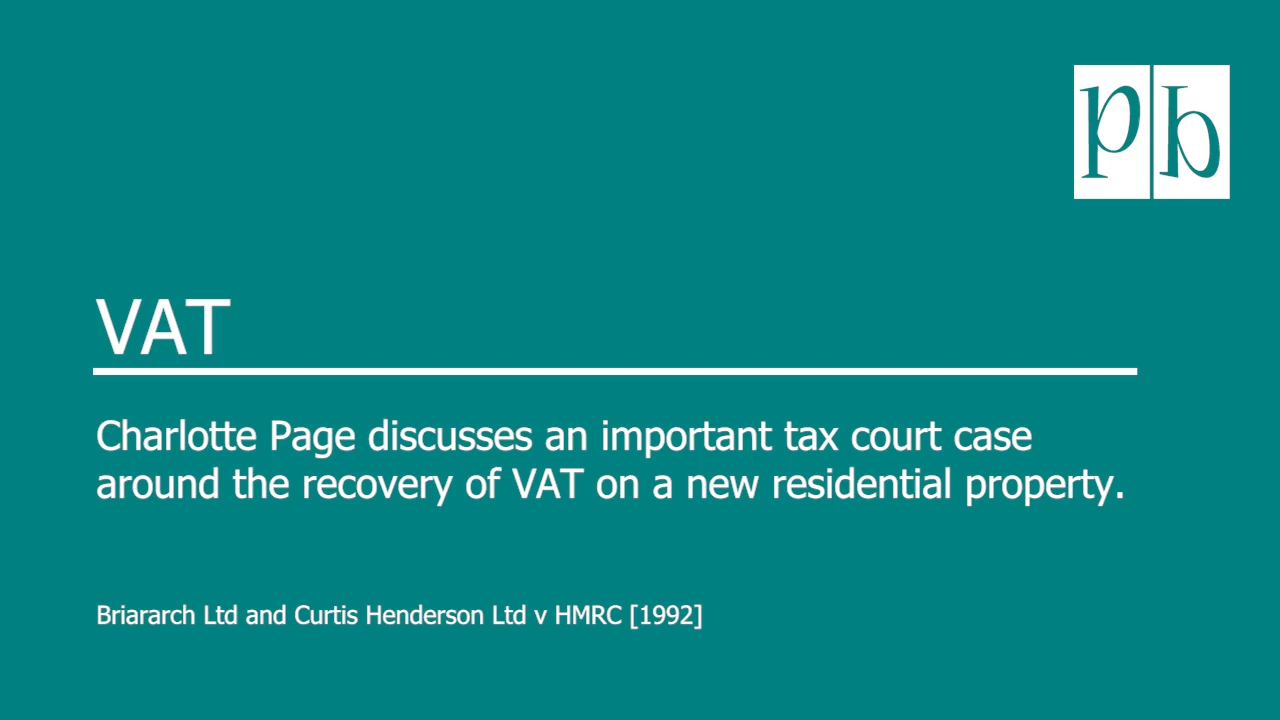 pb
VAT
Charlotte Page discusses an important tax court case
around the recovery of VAT on a new residential property.
Briararch Ltd and Curtis Henderson Ltd v HMRC [1992]